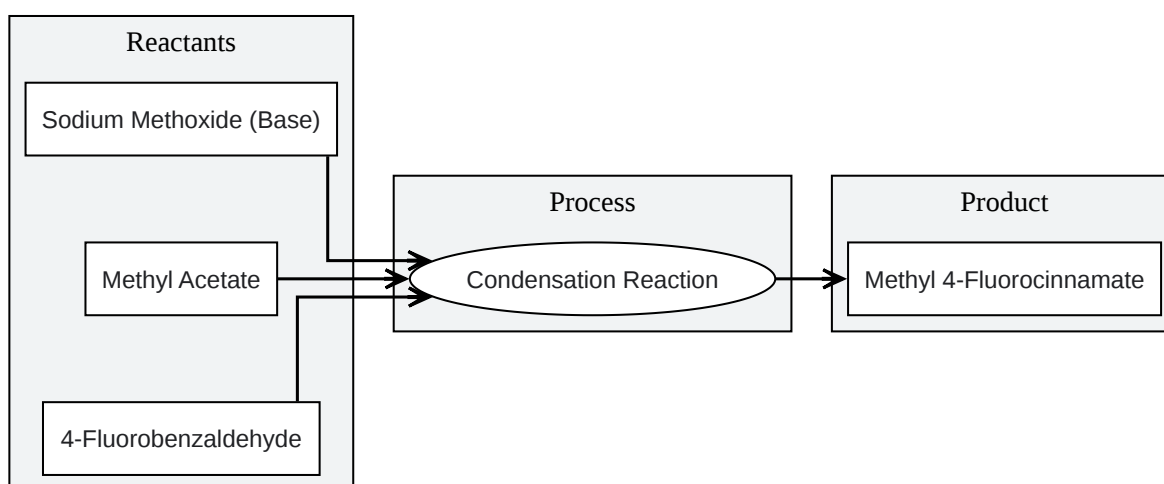 Reactants
Sodium Methoxide (Base)
Methyl Acetate
4-Fluorobenzaldehyde
Process
Condensation Reaction
Product
Methyl 4-Fluorocinnamate